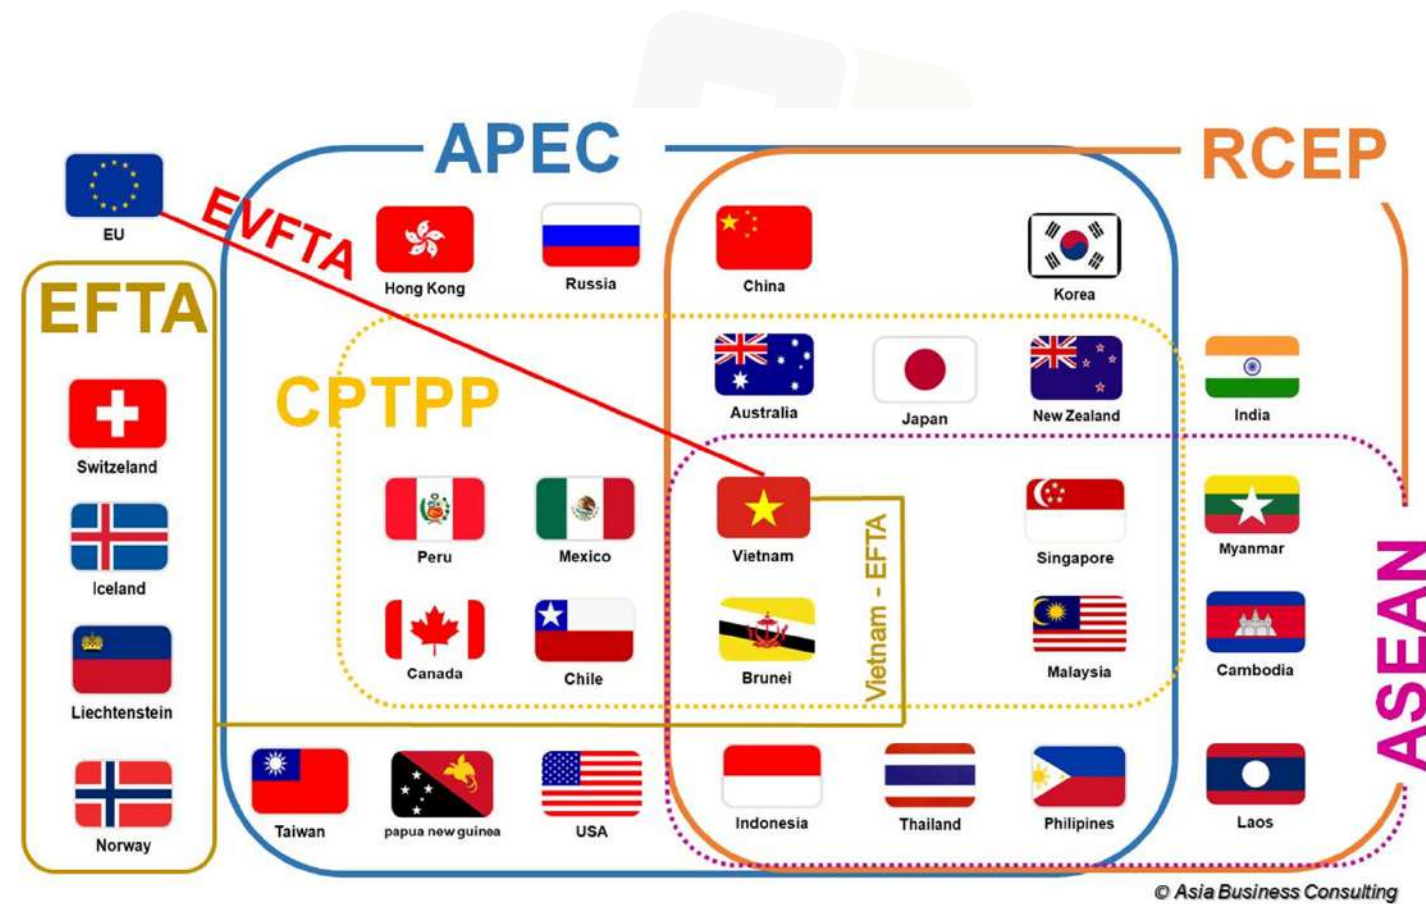 APEC
RCEP
EU
EVFTA
Hong Kong
Russia
China
Korea
EFTA
CPTPP
Australia
Japan
New Zealand
India
Switzeland
Peru
Mexico
Vietnam
Singapore
Myanmar
Iceland
Vietnam - EFTA
ASEAN
Canada
Chile
Brunei
Malaysia
Cambodia
Liechtenstein
Norway
Taiwan
papua new guinea
USA
Indonesia
Thailand
Philipines
Laos
© Asia Business Consulting